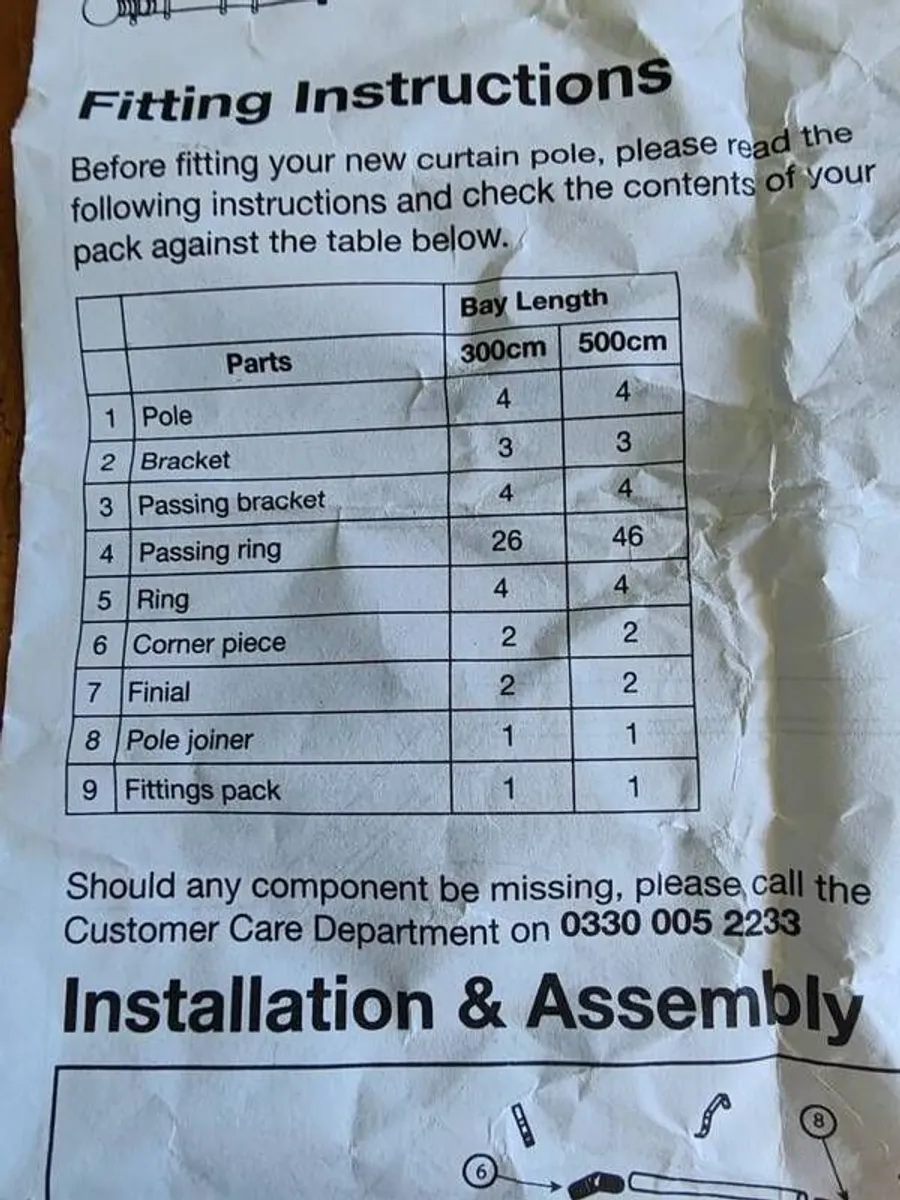 Fitting Instructions
Before fitting your new curtain pole, please read the
following instructions and check the contents of your
pack against the table below.
Bay Length
Parts 300cm 500cm
1 Pole 4 4
2 Bracket 3 3
3 Passing bracket 4 4
4 Passing ring 26 46
5 Ring 4 4
6 Corner piece 2 2
7 Finial 2 2
8 Pole joiner 1 1
9 Fittings pack 1 1
Should any component be missing, please call the
Customer Care Department on 0330 005 2233
Installation & Assembly
8
6